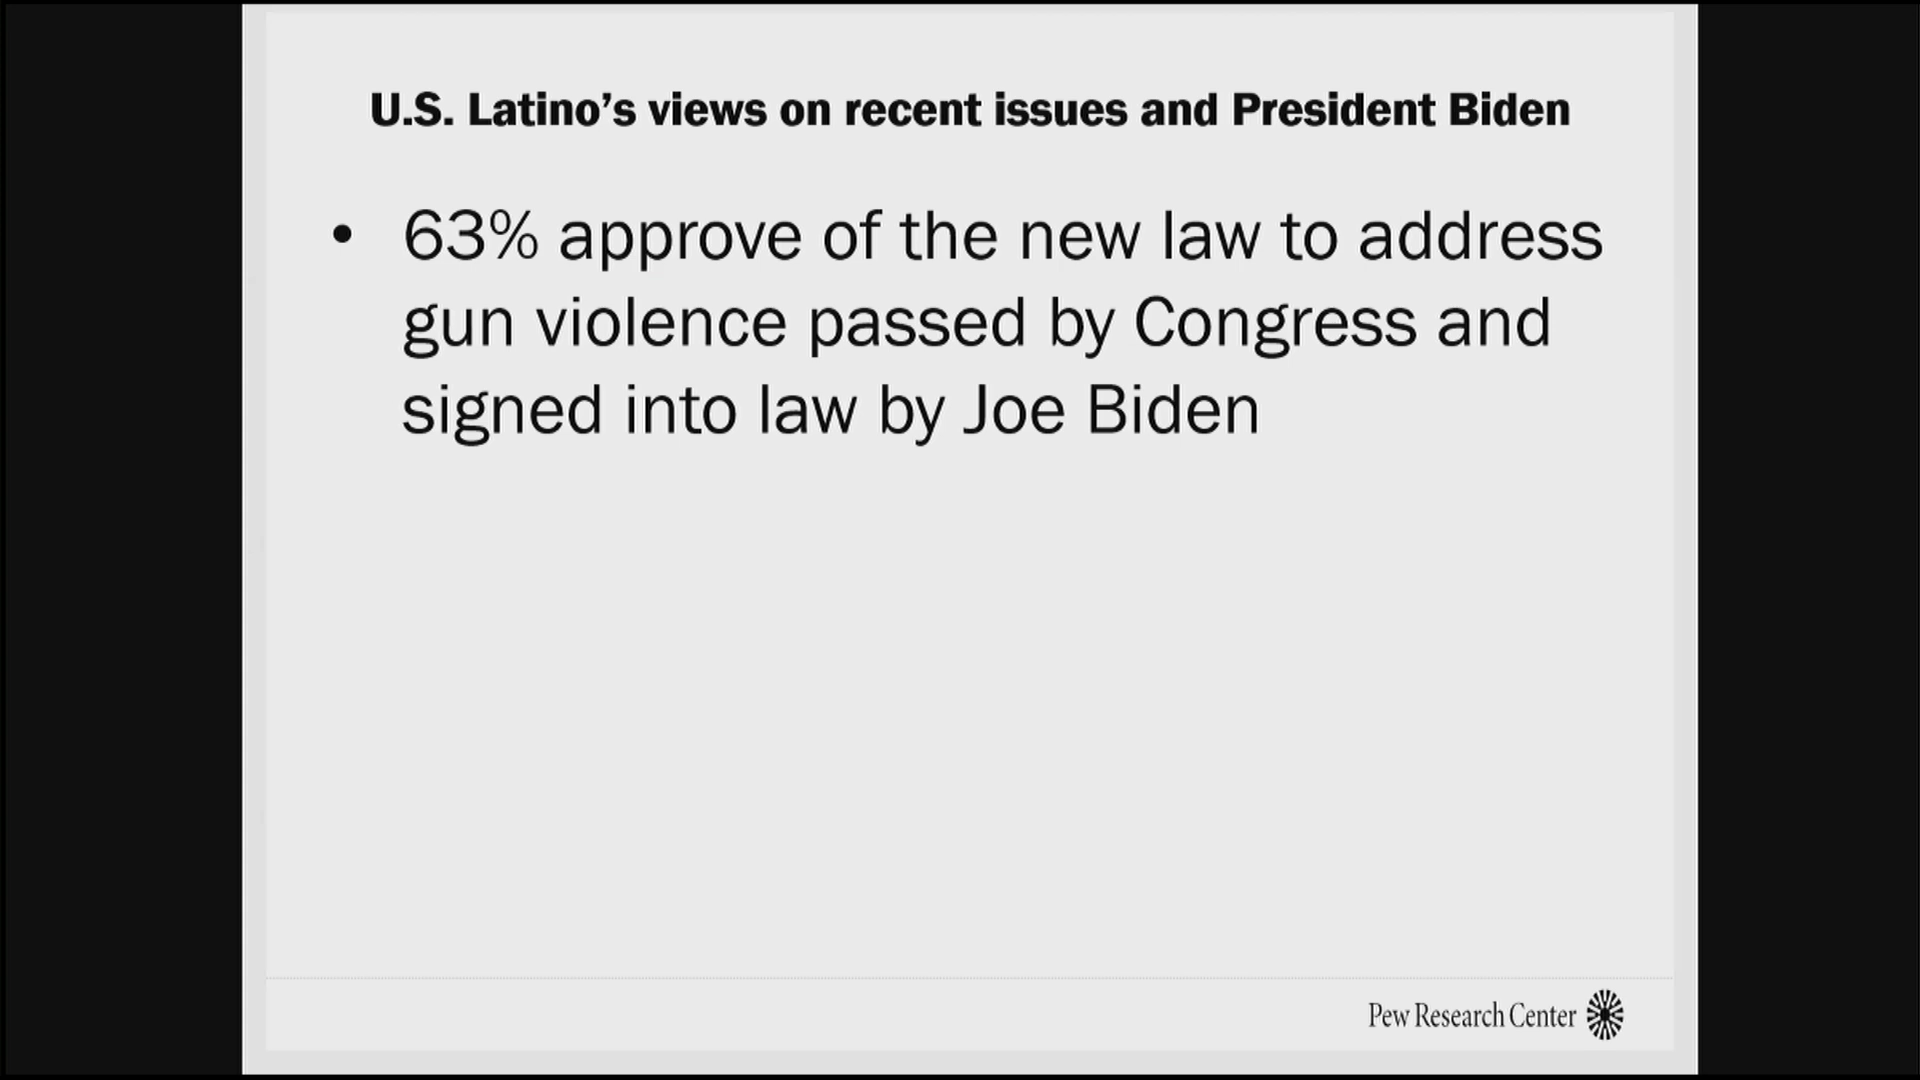 U.S. Latino’s views on recent issues and President Biden
• 63% approve of the new law to address
gun violence passed by Congress and
signed into law by Joe Biden
Pew Research Center